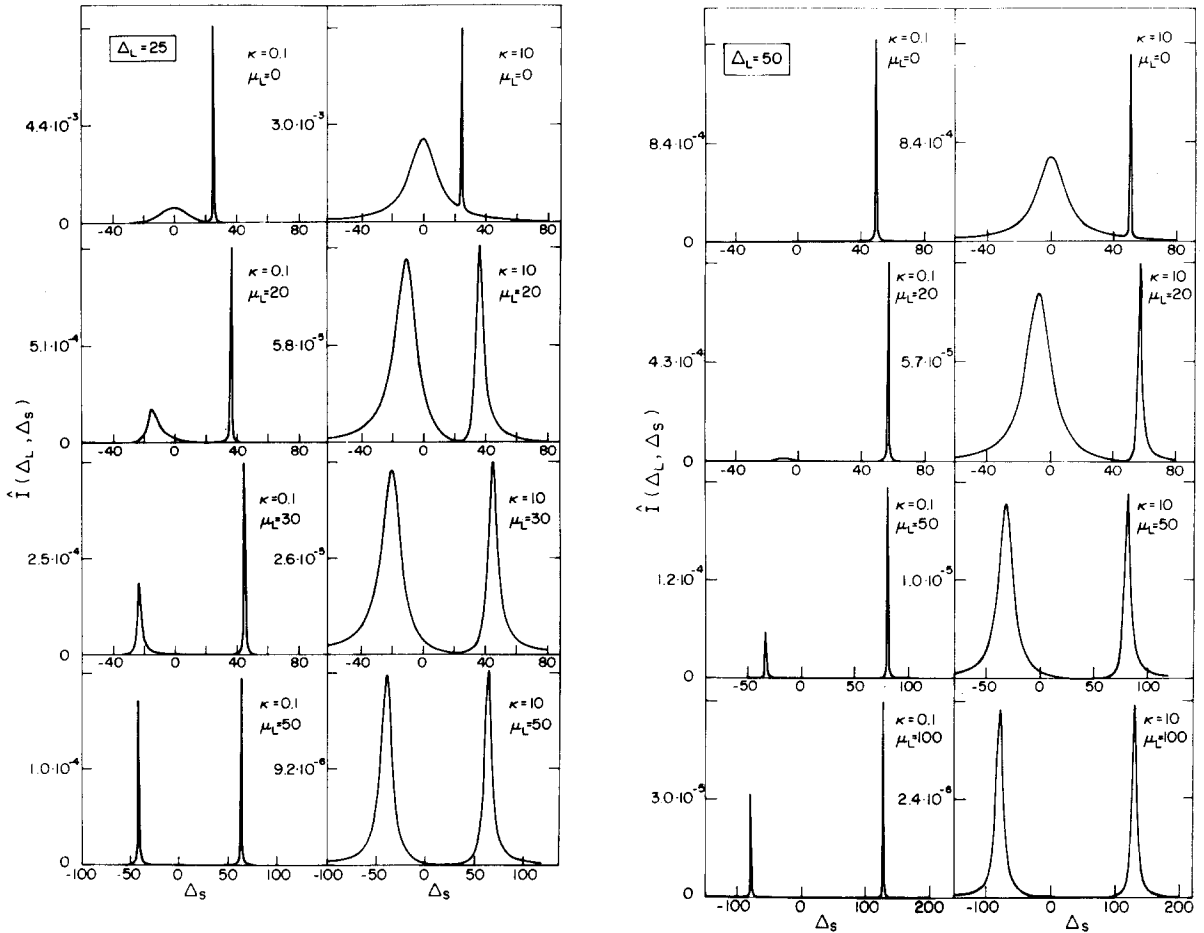 Δ_L=25
κ=0.1
μ_L=0
4.4·10⁻³
0
-40 0 40 80
κ=10
μ_L=0
3.0·10⁻³
-40 0 40 80
κ=0.1
μ_L=20
5.1·10⁻⁴
0
-40 0 40 80
κ=10
μ_L=20
5.8·10⁻⁵
-40 0 40 80
κ=0.1
μ_L=30
2.5·10⁻⁴
0
-40 0 40 80
κ=10
μ_L=30
2.6·10⁻⁵
-40 0 40 80
κ=0.1
μ_L=50
1.0·10⁻⁴
0
-100 -50 0 50 100
κ=10
μ_L=50
9.2·10⁻⁶
-50 0 50 100
Î (Δ_L, Δ_S)
Δ_S
Δ_S
Δ_L=50
κ=0.1
μ_L=0
8.4·10⁻⁴
0
-40 0 40 80
κ=10
μ_L=0
8.4·10⁻⁴
-40 0 40 80
κ=0.1
μ_L=20
4.3·10⁻⁴
0
-40 0 40 80
κ=10
μ_L=20
5.7·10⁻⁵
-40 0 40 80
κ=0.1
μ_L=50
1.2·10⁻⁴
0
-50 0 50 100
κ=10
μ_L=50
1.0·10⁻⁵
-50 0 50 100
κ=0.1
μ_L=100
3.0·10⁻⁵
0
-100 0 100 200
κ=10
μ_L=100
2.4·10⁻⁶
-100 0 100 200
Î (Δ_L, Δ_S)
Δ_S
Δ_S